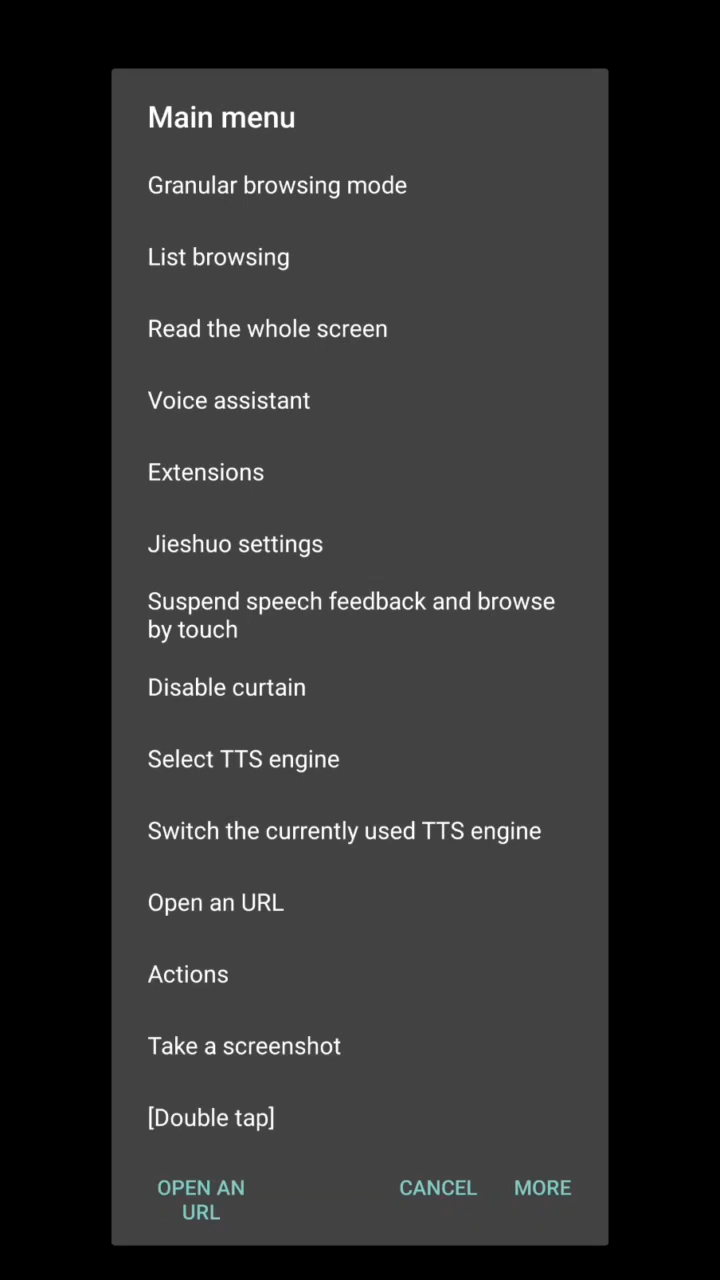 Main menu
Granular browsing mode
List browsing
Read the whole screen
Voice assistant
Extensions
Jieshuo settings
Suspend speech feedback and browse
by touch
Disable curtain
Select TTS engine
Switch the currently used TTS engine
Open an URL
Actions
Take a screenshot
[Double tap]
OPEN AN
URL
CANCEL
MORE